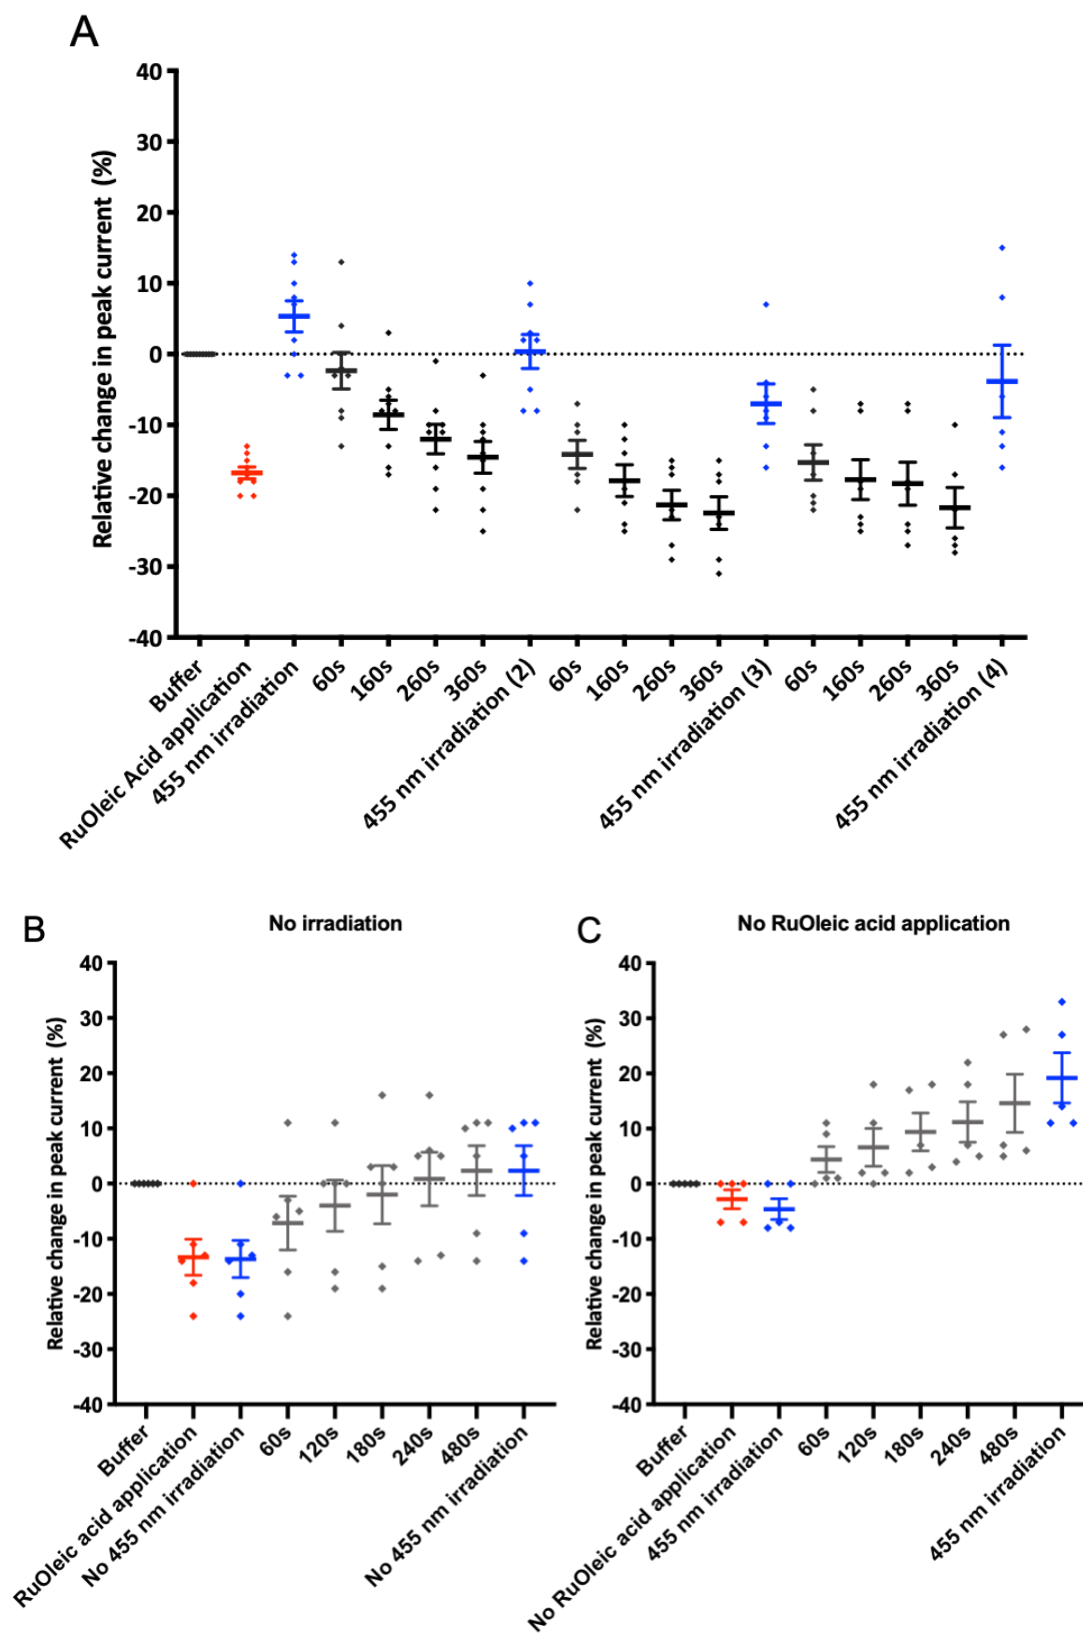 A
Relative change in peak current (%)
40
30
20
10
0
-10
-20
-30
-40
Buffer
RuOleic Acid application
455 nm irradiation
60s
160s
260s
360s
455 nm irradiation (2)
60s
160s
260s
360s
455 nm irradiation (3)
60s
160s
260s
360s
455 nm irradiation (4)
B
No irradiation
Relative change in peak current (%)
40
30
20
10
0
-10
-20
-30
-40
Buffer
RuOleic acid application
No 455 nm irradiation
60s
120s
180s
240s
480s
No 455 nm irradiation
C
No RuOleic acid application
Relative change in peak current (%)
40
30
20
10
0
-10
-20
-30
-40
Buffer
No RuOleic acid application
455 nm irradiation
60s
120s
180s
240s
480s
455 nm irradiation